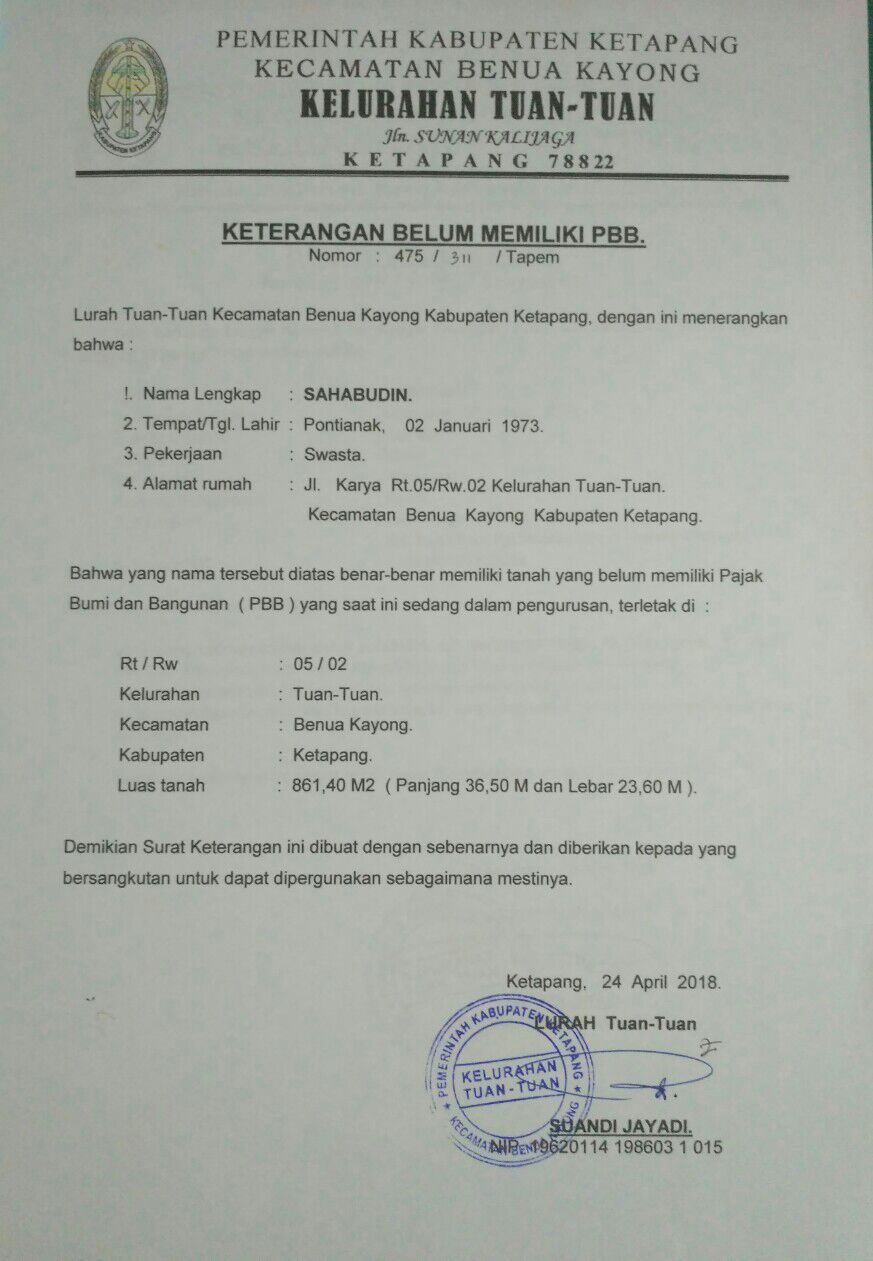 PEMERINTAH KABUPATEN KETAPANG
KECAMATAN BENUA KAYONG
KELURAHAN TUAN-TUAN
Jln. SUNAN KALIJAGA
KETAPANG 78822
KABUPATEN KETAPANG
KETERANGAN BELUM MEMILIKI PBB.
Nomor : 475 / 311 / Tapem
Lurah Tuan-Tuan Kecamatan Benua Kayong Kabupaten Ketapang, dengan ini menerangkan
bahwa :
!. Nama Lengkap : SAHABUDIN.
2. Tempat/Tgl. Lahir : Pontianak, 02 Januari 1973.
3. Pekerjaan : Swasta.
4. Alamat rumah : Jl. Karya Rt.05/Rw.02 Kelurahan Tuan-Tuan.
Kecamatan Benua Kayong Kabupaten Ketapang.
Bahwa yang nama tersebut diatas benar-benar memiliki tanah yang belum memiliki Pajak
Bumi dan Bangunan ( PBB ) yang saat ini sedang dalam pengurusan, terletak di :
Rt / Rw : 05 / 02
Kelurahan : Tuan-Tuan.
Kecamatan : Benua Kayong.
Kabupaten : Ketapang.
Luas tanah : 861,40 M2 ( Panjang 36,50 M dan Lebar 23,60 M ).
Demikian Surat Keterangan ini dibuat dengan sebenarnya dan diberikan kepada yang
bersangkutan untuk dapat dipergunakan sebagaimana mestinya.
Ketapang, 24 April 2018.
LURAH Tuan-Tuan
PEMERINTAH KABUPATEN KETAPANG
KELURAHAN
TUAN-TUAN
KECAMATAN BENUA KAYONG
SUANDI JAYADI.
NIP. 19620114 198603 1 015